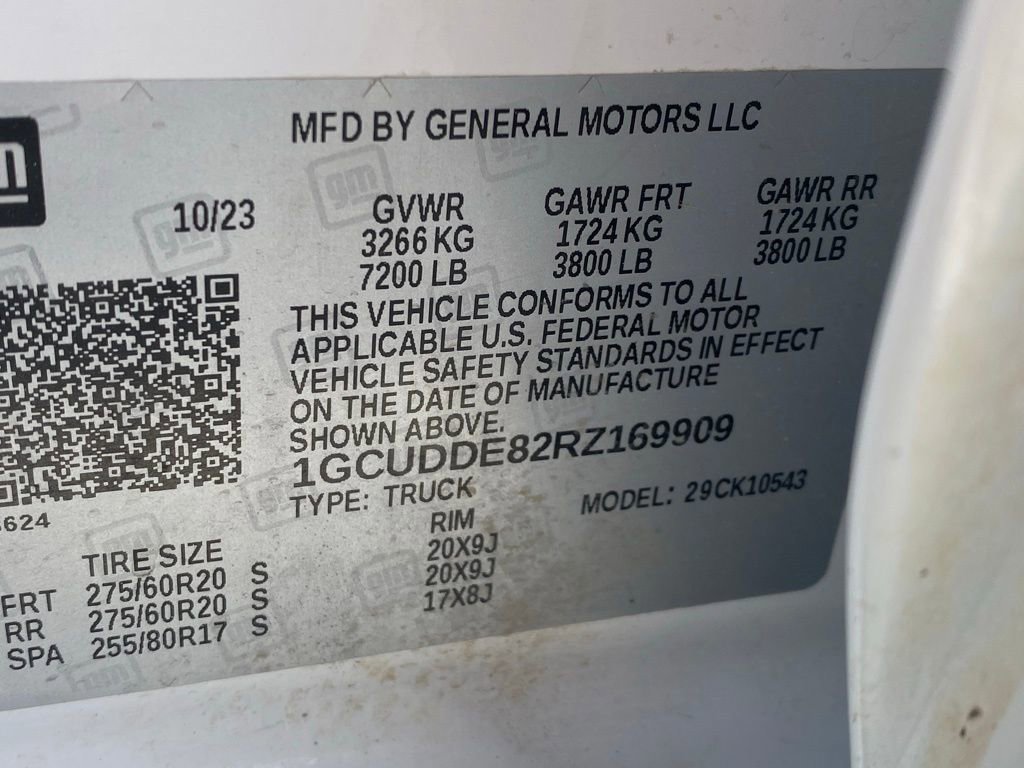 MFD BY GENERAL MOTORS LLC
10/23 GVWR GAWR FRT GAWR RR
3266 KG 1724 KG 1724 KG
7200 LB 3800 LB 3800 LB
THIS VEHICLE CONFORMS TO ALL
APPLICABLE U.S. FEDERAL MOTOR
VEHICLE SAFETY STANDARDS IN EFFECT
ON THE DATE OF MANUFACTURE
SHOWN ABOVE.
1GCUDDE82RZ169909
TYPE: TRUCK MODEL: 29CK10543
TIRE SIZE RIM
FRT 275/60R20 S 20X9J
RR 275/60R20 S 20X9J
SPA 255/80R17 S 17X8J
gm